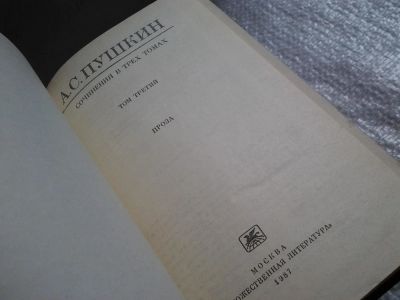 А.С.ПУШКИН
СОЧИНЕНИЯ В ТРЕХ ТОМАХ
ТОМ ТРЕТИЙ
ПРОЗА
МОСКВА
ХУДОЖЕСТВЕННАЯ ЛИТЕРАТУРА»
1987